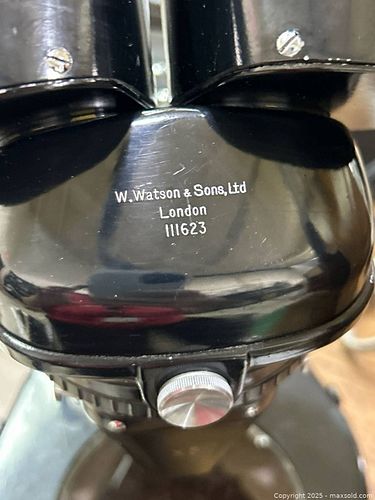 W. Watson & Sons, Ltd
London
111623
Copyright 2025 - maxsold.com